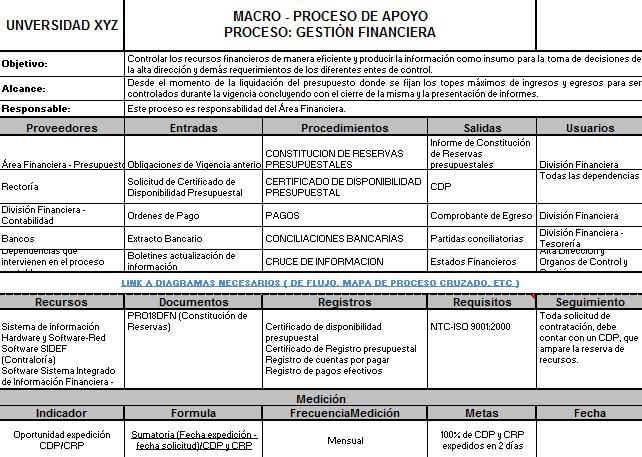 UNVERSIDAD XYZ
MACRO - PROCESO DE APOYO
PROCESO: GESTIÓN FINANCIERA
Objetivo:
Controlar los recursos financieros de manera eficiente y producir la información como insumo para la toma de decisiones de
la alta dirección y demás requerimientos de los diferentes entes de control.
Alcance:
Desde el momento de la liquidación del presupuesto donde se fijan los topes máximos de ingresos y egresos para ser
controlados durante la vigencia concluyendo con el cierre de la misma y la presentación de informes.
Responsable:
Este proceso es responsabilidad del Área Financiera.
Proveedores
Entradas
Procedimientos
Salidas
Usuarios
Área Financiera - Presupuesto
Obligaciones de Vigencia anterio
CONSTITUCION DE RESERVAS
PRESUPUESTALES
Informe de Constitución
de Reservas
presupuestales
División Financiera
Rectoría
Solicitud de Certificado de
Disponibilidad Presupuestal
CERTIFICADO DE DISPONIBILIDAD
PRESUPUESTAL
CDP
Todas las dependencias
División Financiera -
Contabilidad
Ordenes de Pago
PAGOS
Comprobante de Egreso
División Financiera
Bancos
Extracto Bancario
CONCILIACIONES BANCARIAS
Partidas conciliatorias
División Financiera -
Tesorería
Dependencias que
intervienen en el proceso
Boletines actualización de
información
CRUCE DE INFORMACION
Estados Financieros
Alta Dirección y
Organos de Control y
LINK A DIAGRAMAS NECESARIOS ( DE FLUJO, MAPA DE PROCESO CRUZADO, ETC )
Recursos
Documentos
Registros
Requisitos
Seguimiento
Sistema de información
Hardware y Software-Red
Software SIDEF
(Contraloría)
Software Sistema Integrado
de Información Financiera -
PRO18DFN (Constitución de
Reservas)
Certificado de disponibilidad
presupuestal
Certificado de Registro presupuestal
Registro de cuentas por pagar
Registro de pagos efectivos
NTC-ISO 9001:2000
Toda solicitud de
contratación, debe
contar con un CDP, que
ampare la reserva de
recursos.
Medición
Indicador
Formula
FrecuenciaMedición
Metas
Fecha
Oportunidad expedición
CDP/CRP
Sumatoria (Fecha expedición -
fecha solicitud)/CDP y CRP
Mensual
100% de CDP y CRP
expedidos en 2 días